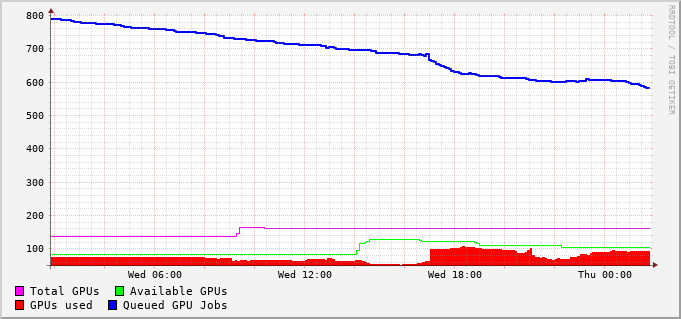 800
700
600
500
400
300
200
100
Wed 06:00 Wed 12:00 Wed 18:00 Thu 00:00
Total GPUs Available GPUs
GPUs used Queued GPU Jobs
RRDTOOL / TOBI OETIKER